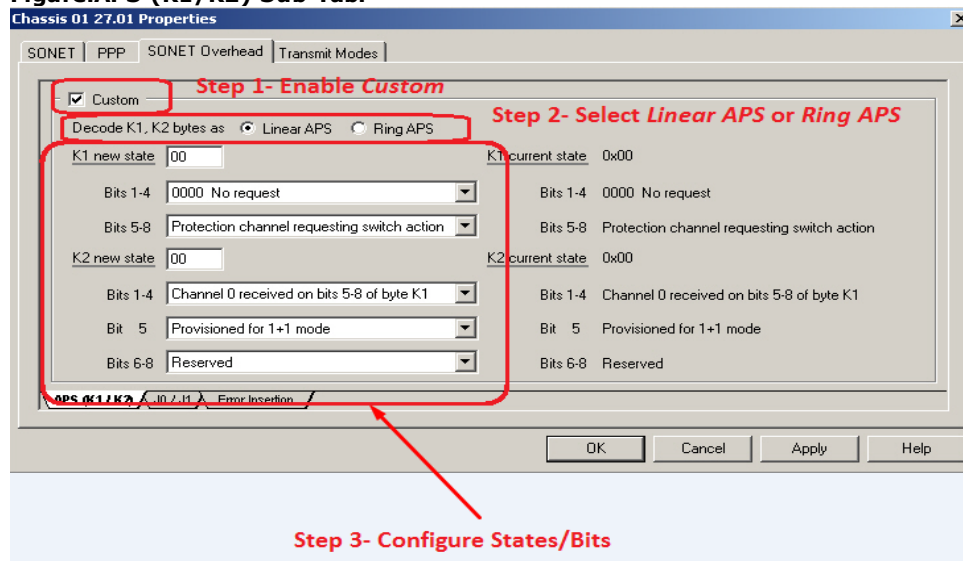 Figure:APS (K1/K2) Sub-Tab.
Chassis 01 27.01 Properties
SONET PPP SONET Overhead Transmit Modes
Step 1- Enable Custom
Custom
Step 2- Select Linear APS or Ring APS
Decode K1, K2 bytes as Linear APS Ring APS
K1 new state 00 K1 current state 0x00
Bits 1-4 0000 No request Bits 1-4 0000 No request
Bits 5-8 Protection channel requesting switch action Bits 5-8 Protection channel requesting switch action
K2 new state 00 K2 current state 0x00
Bits 1-4 Channel 0 received on bits 5-8 of byte K1 Bits 1-4 Channel 0 received on bits 5-8 of byte K1
Bit 5 Provisioned for 1+1 mode Bit 5 Provisioned for 1+1 mode
Bits 6-8 Reserved Bits 6-8 Reserved
APS (K1 / K2) J0 / J1 Error Insertion
OK Cancel Apply Help
Step 3- Configure States/Bits